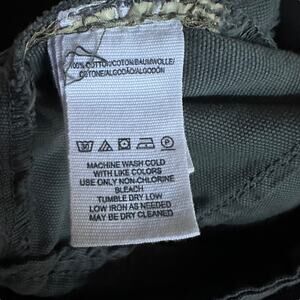 100% COTTON/COTON/BAUMWOLLE/
COTONE/ALGODÃO/ALGODÓN
MACHINE WASH COLD
WITH LIKE COLORS
USE ONLY NON-CHLORINE
BLEACH
TUMBLE DRY LOW
LOW IRON AS NEEDED
MAY BE DRY CLEANED